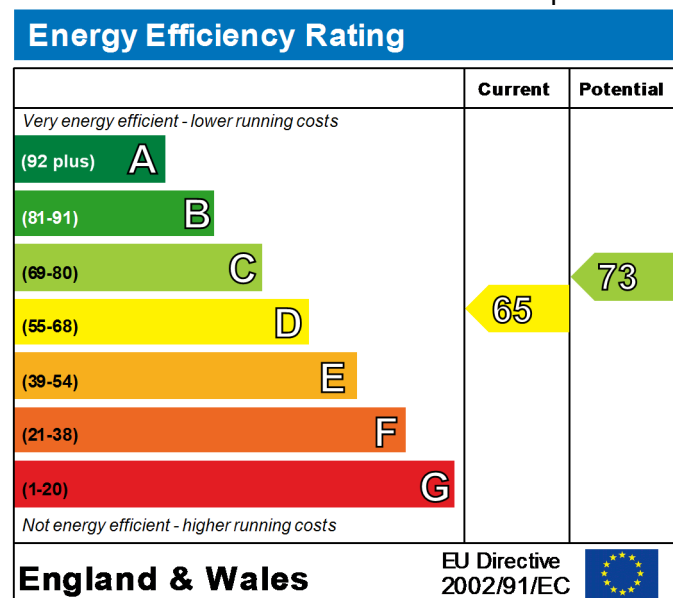 Energy Efficiency Rating
Current Potential
Very energy efficient - lower running costs
(92 plus) A
(81-91) B
(69-80) C
73
(55-68) D
65
(39-54) E
(21-38) F
(1-20) G
Not energy efficient - higher running costs
England & Wales
EU Directive
2002/91/EC